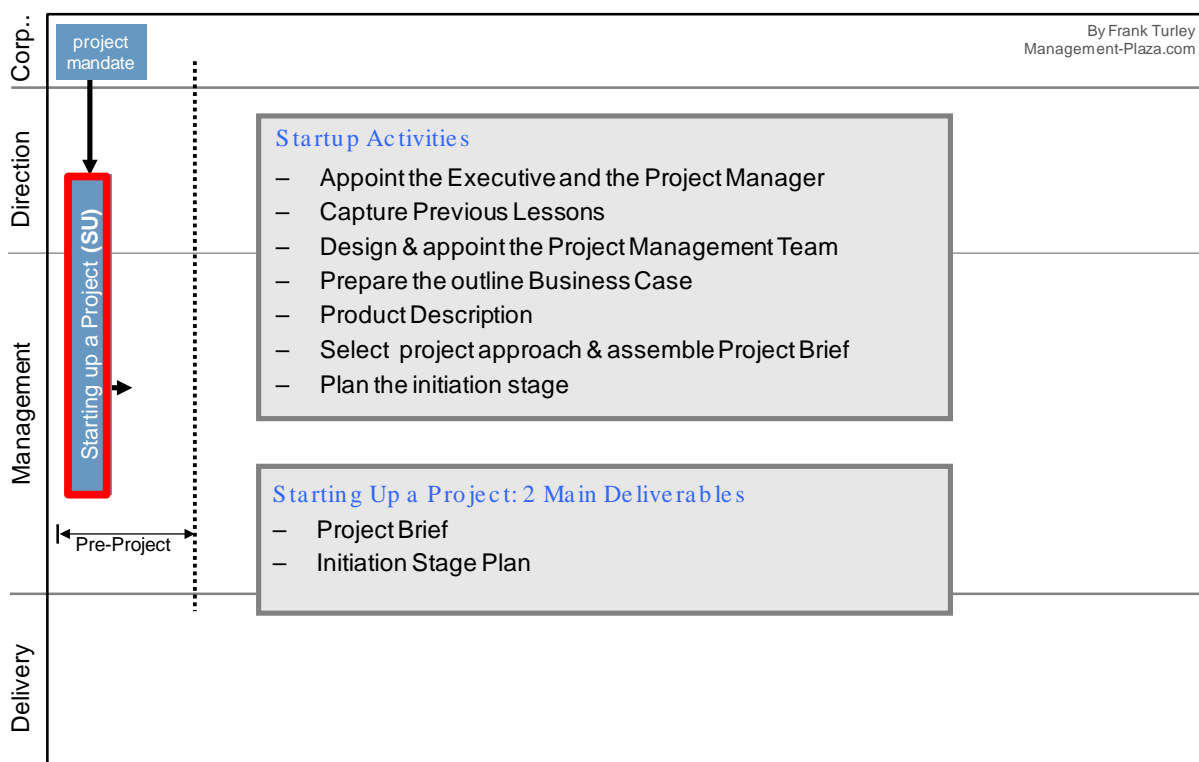 Corp..
project
mandate
By Frank Turley
Management-Plaza.com
Direction
Startup Activities
– Appoint the Executive and the Project Manager
– Capture Previous Lessons
– Design & appoint the Project Management Team
– Prepare the outline Business Case
– Product Description
– Select project approach & assemble Project Brief
– Plan the initiation stage
Starting up a Project (SU)
Management
Starting Up a Project: 2 Main Deliverables
– Project Brief
– Initiation Stage Plan
Pre-Project
Delivery